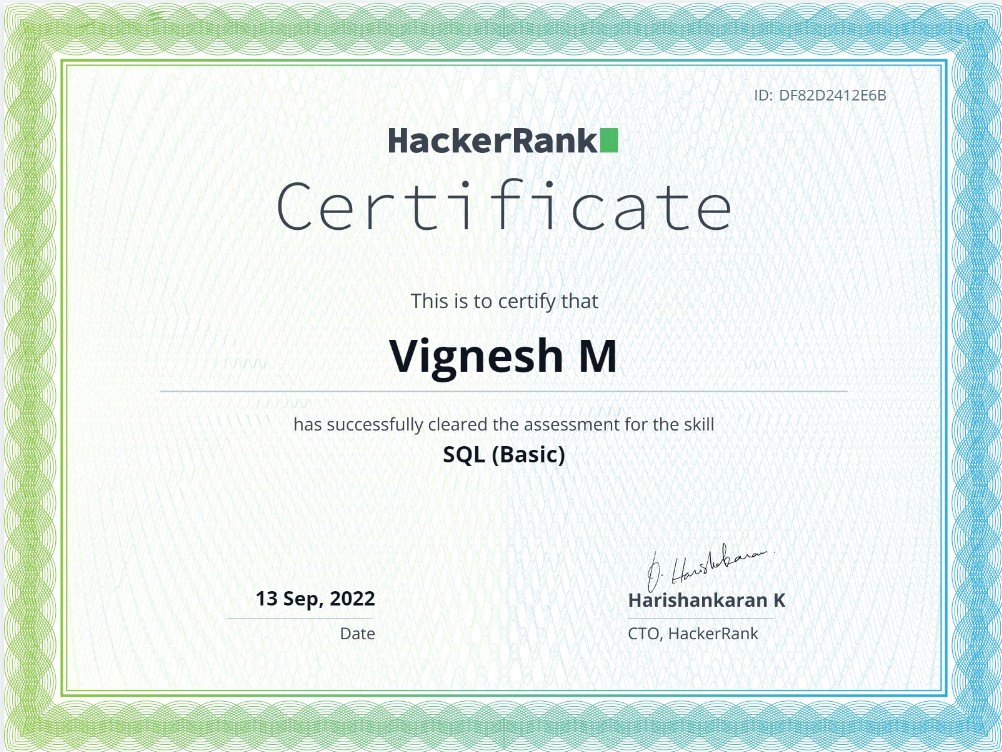 ID: DF82D2412E6B
HackerRank
Certificate
This is to certify that
Vignesh M
has successfully cleared the assessment for the skill
SQL (Basic)
13 Sep, 2022
Date
Harishankaran K
CTO, HackerRank